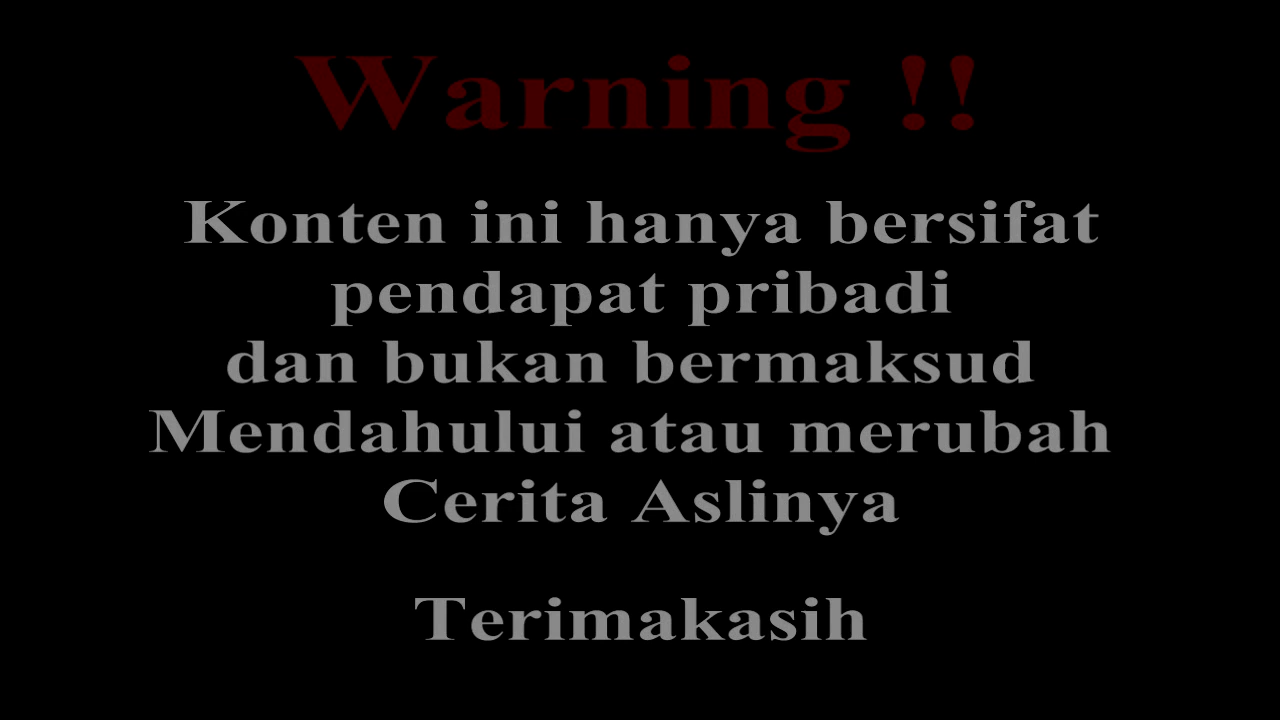 Warning !!
Konten ini hanya bersifat
pendapat pribadi
dan bukan bermaksud
Mendahului atau merubah
Cerita Aslinya
Terimakasih